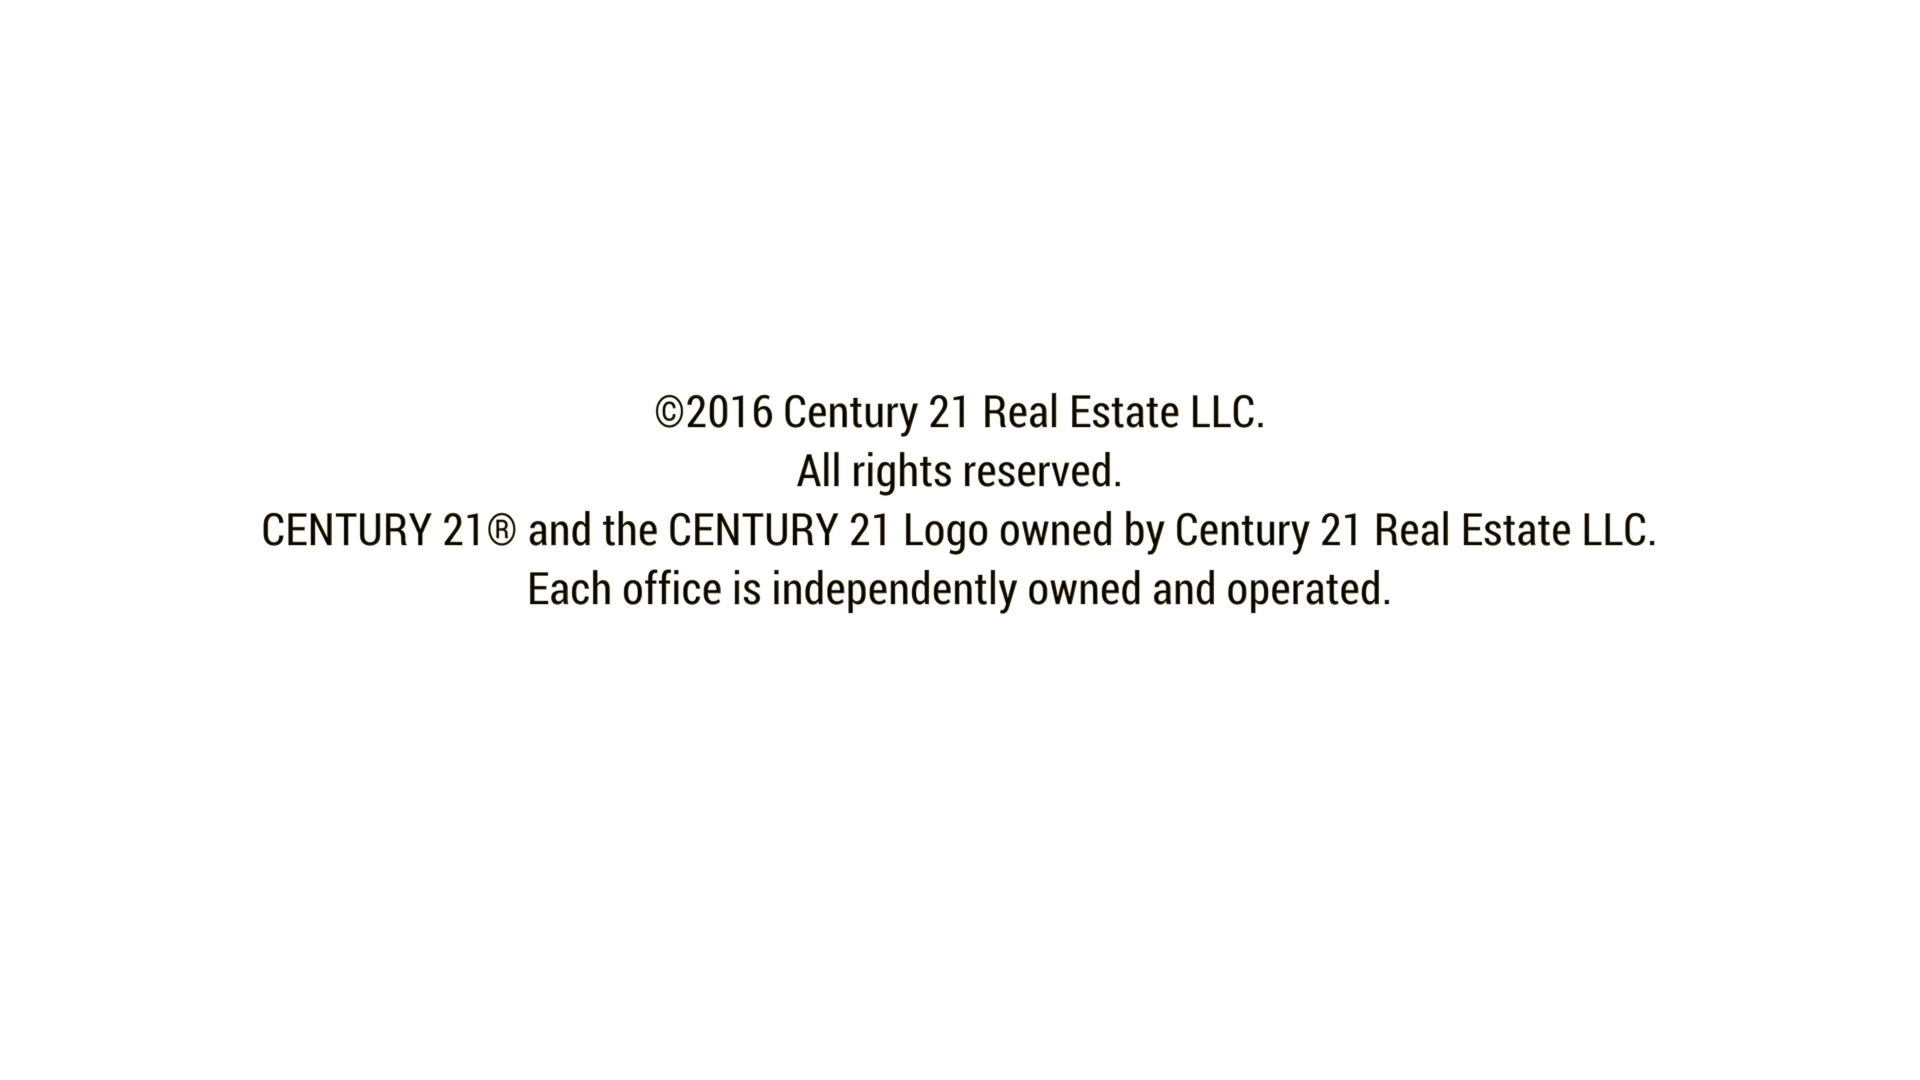 ©2016 Century 21 Real Estate LLC.
All rights reserved.
CENTURY 21® and the CENTURY 21 Logo owned by Century 21 Real Estate LLC.
Each office is independently owned and operated.